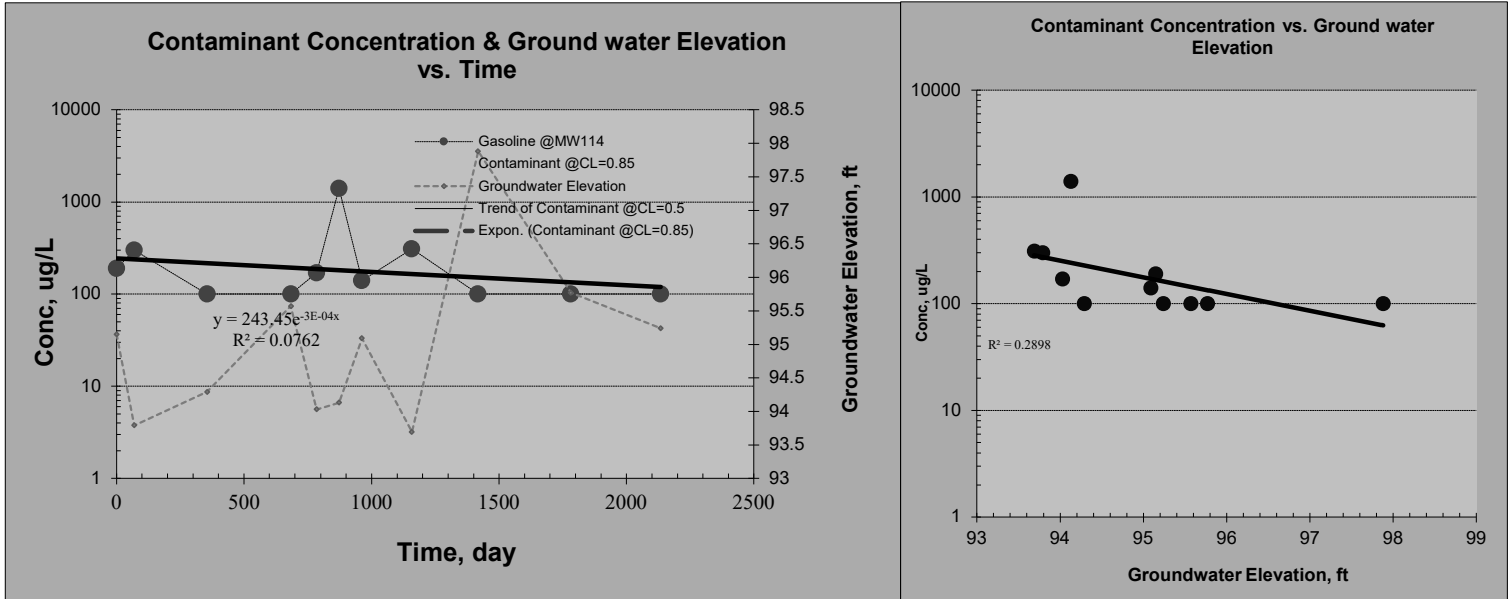 Contaminant Concentration & Ground water Elevation
vs. Time
10000
1000
100
10
1
Conc, ug/L
Gasoline @MW114
Contaminant @CL=0.85
Groundwater Elevation
Trend of Contaminant @CL=0.5
Expon. (Contaminant @CL=0.85)
y = 243.45e-3E-04x
R² = 0.0762
98.5
98
97.5
97
96.5
96
95.5
95
94.5
94
93.5
93
Groundwater Elevation, ft
0 500 1000 1500 2000 2500
Time, day
Contaminant Concentration vs. Ground water
Elevation
10000
1000
100
10
1
Conc,ug/L
R² = 0.2898
93 94 95 96 97 98 99
Groundwater Elevation, ft